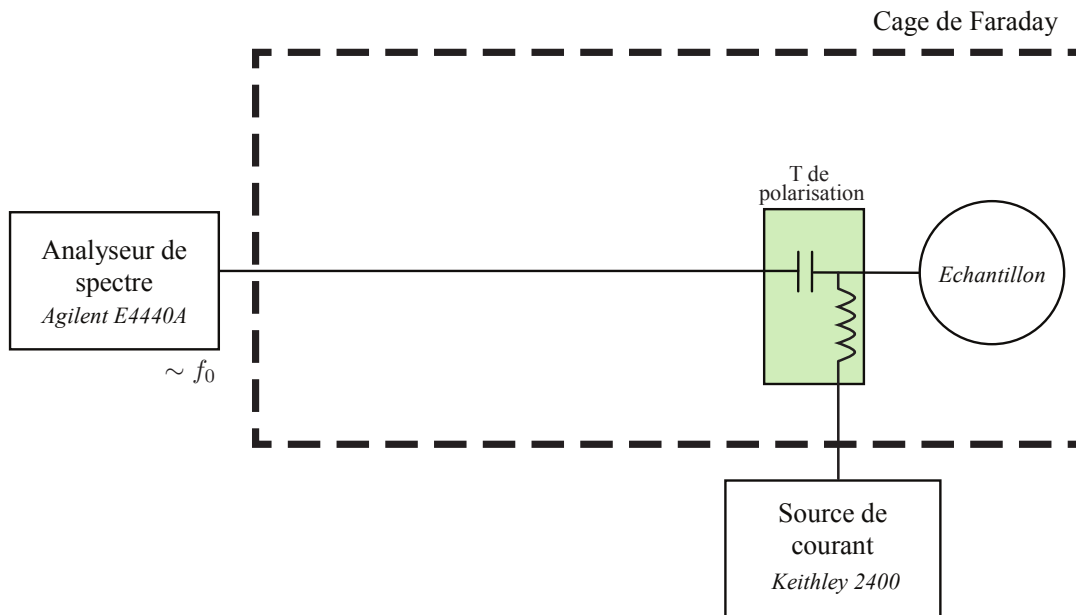 Cage de Faraday
T de
polarisation
Analyseur de
spectre
Agilent E4440A
Echantillon
∼ f₀
Source de
courant
Keithley 2400